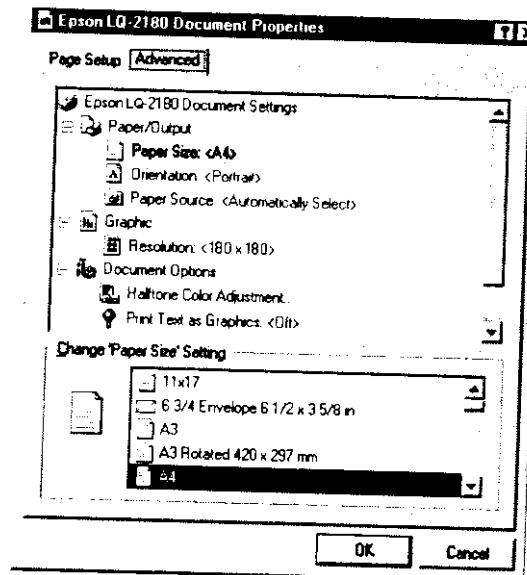 Epson LQ-2180 Document Properties
Page Setup Advanced
Epson LQ-2180 Document Settings
Paper/Output
Paper Size: <A4>
Orientation: <Portrait>
Paper Source: <Automatically Select>
Graphic
Resolution: <180 x 180>
Document Options
Halftone Color Adjustment...
Print Text as Graphics: <Off>
Change 'Paper Size' Setting
11x17
6 3/4 Envelope 6 1/2 x 3 5/8 in
A3
A3 Rotated 420 x 297 mm
A4
OK Cancel